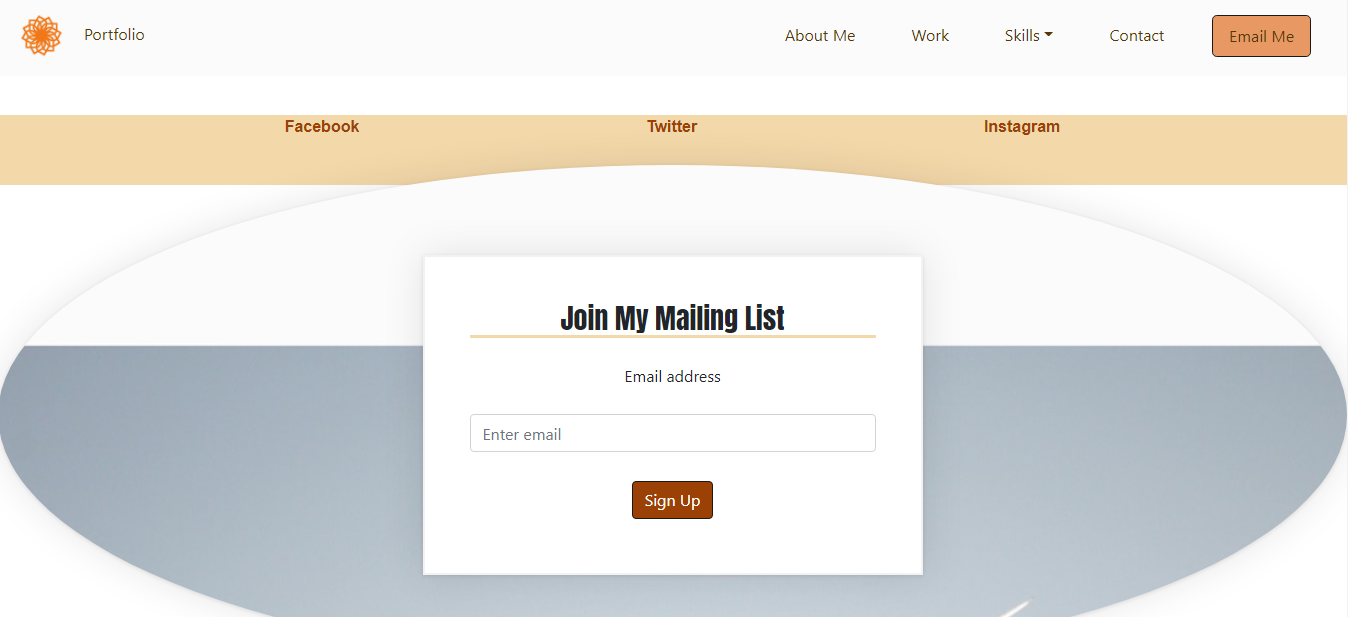 Portfolio About Me Work Skills Contact Email Me
Facebook Twitter Instagram
Join My Mailing List
Email address
Enter email
Sign Up